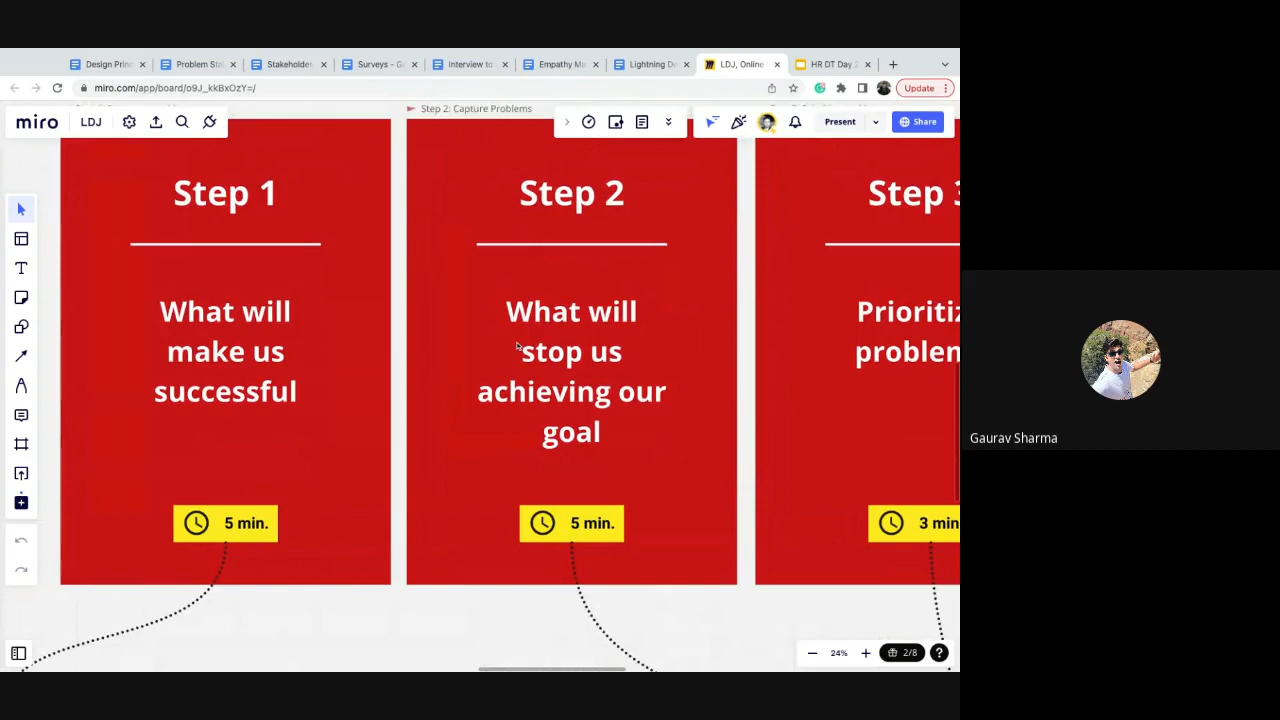 Design Princ
Problem Sta
Stakeholder
Surveys - G
Interview to
Empathy Ma
Lightning De
LDJ, Online
HR DT Day 2
miro.com/app/board/o9J_kkBxOzY=/
Update
Step 2: Capture Problems
miro
LDJ
Present
Share
Step 1
What will
make us
successful
5 min.
Step 2
What will
stop us
achieving our
goal
5 min.
Step 3
Prioritiz
problem
3 min
Gaurav Sharma
24%
2/8
?